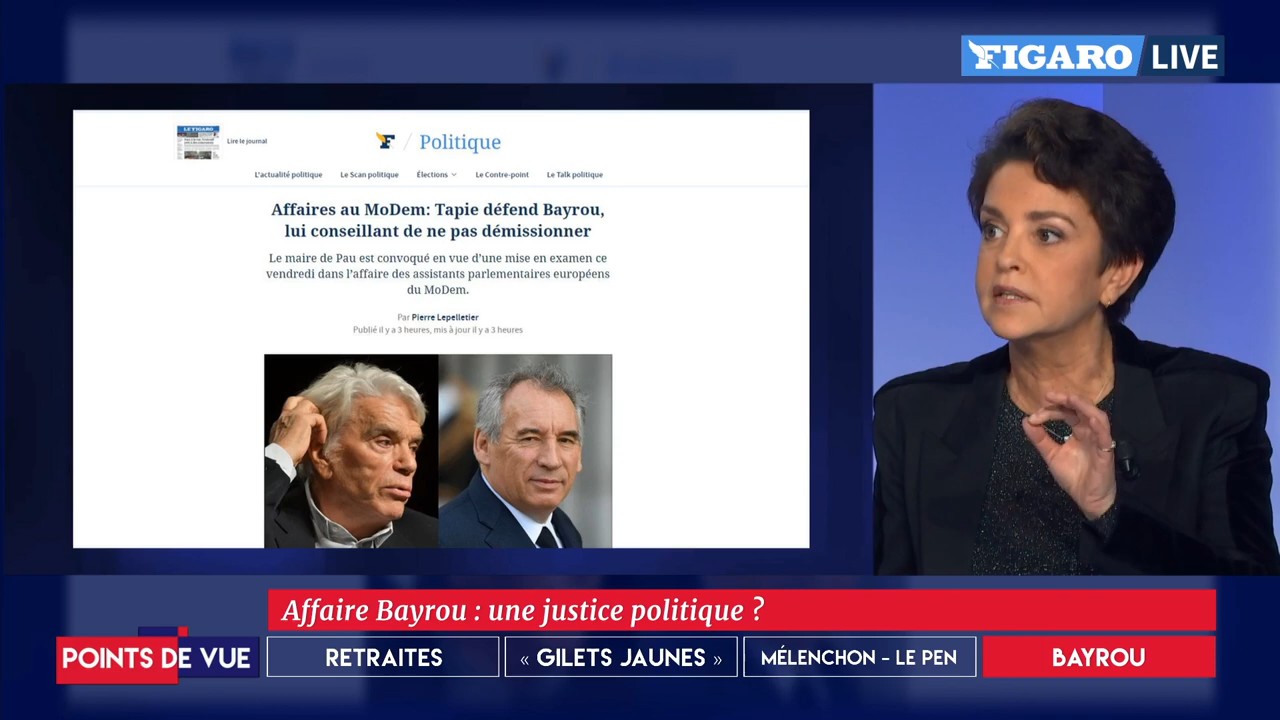 FIGARO LIVE
LE FIGARO
Lire le journal
F / Politique
L'actualité politique Le Scan politique Élections Le Contre-point Le Talk politique
Affaires au MoDem: Tapie défend Bayrou,
lui conseillant de ne pas démissionner
Le maire de Pau est convoqué en vue d'une mise en examen ce
vendredi dans l'affaire des assistants parlementaires européens
du MoDem.
Par Pierre Lepelletier
Publié il y a 3 heures, mis à jour il y a 3 heures
Affaire Bayrou : une justice politique ?
POINTS DE VUE RETRAITES « GILETS JAUNES » MÉLENCHON - LE PEN BAYROU